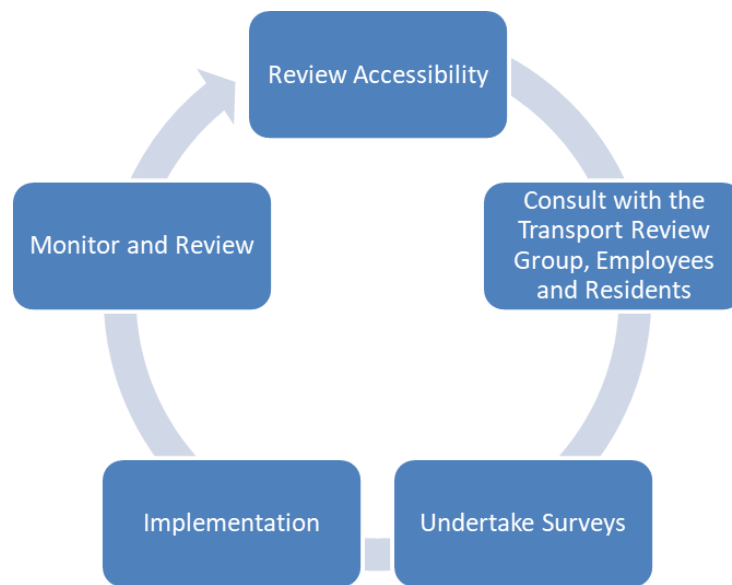 Review Accessibility
Consult with the
Transport Review
Group, Employees
and Residents
Undertake Surveys
Implementation
Monitor and Review